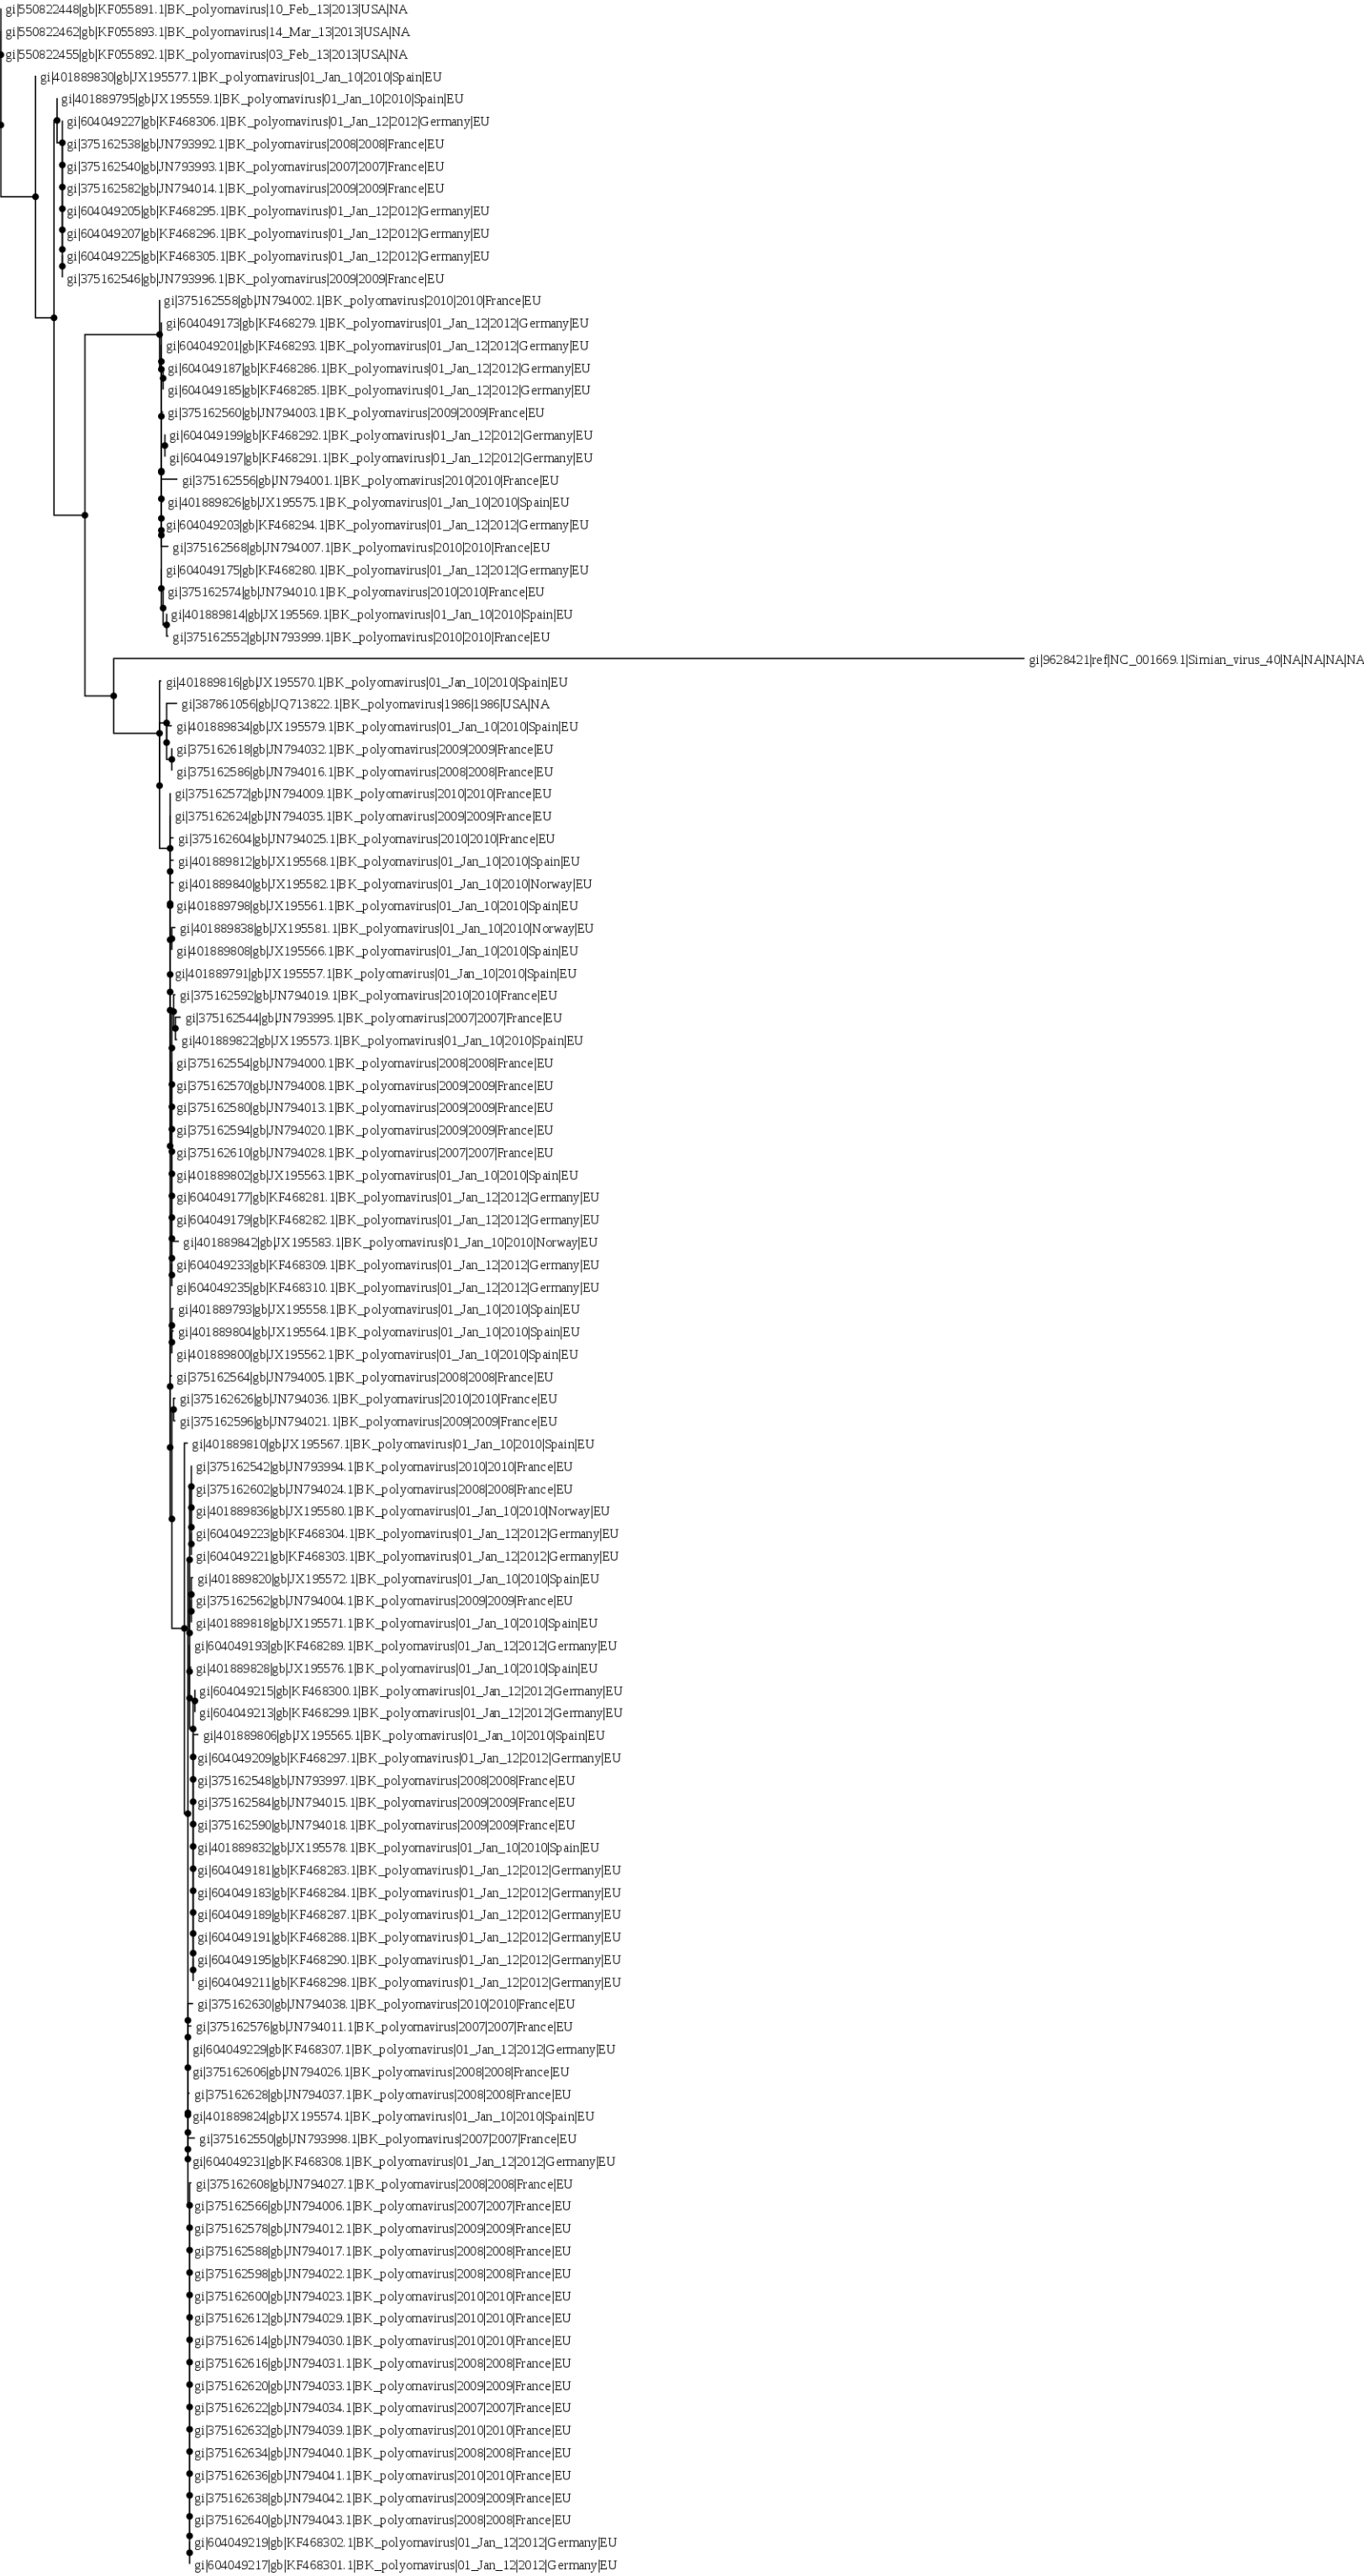 gi|550822448|gb|KF055891.1|BK_polyomavirus|10_Feb_13|2013|USA|NA
gi|550822462|gb|KF055893.1|BK_polyomavirus|14_Mar_13|2013|USA|NA
gi|550822455|gb|KF055892.1|BK_polyomavirus|03_Feb_13|2013|USA|NA
gi|401889830|gb|JX195577.1|BK_polyomavirus|01_Jan_10|2010|Spain|EU
gi|401889795|gb|JX195559.1|BK_polyomavirus|01_Jan_10|2010|Spain|EU
gi|604049227|gb|KF468306.1|BK_polyomavirus|01_Jan_12|2012|Germany|EU
gi|375162538|gb|JN793992.1|BK_polyomavirus|2008|2008|France|EU
gi|375162540|gb|JN793993.1|BK_polyomavirus|2007|2007|France|EU
gi|375162582|gb|JN794014.1|BK_polyomavirus|2009|2009|France|EU
gi|604049205|gb|KF468295.1|BK_polyomavirus|01_Jan_12|2012|Germany|EU
gi|604049207|gb|KF468296.1|BK_polyomavirus|01_Jan_12|2012|Germany|EU
gi|604049225|gb|KF468305.1|BK_polyomavirus|01_Jan_12|2012|Germany|EU
gi|375162546|gb|JN793996.1|BK_polyomavirus|2009|2009|France|EU
gi|375162558|gb|JN794002.1|BK_polyomavirus|2010|2010|France|EU
gi|604049173|gb|KF468279.1|BK_polyomavirus|01_Jan_12|2012|Germany|EU
gi|604049201|gb|KF468293.1|BK_polyomavirus|01_Jan_12|2012|Germany|EU
gi|604049187|gb|KF468286.1|BK_polyomavirus|01_Jan_12|2012|Germany|EU
gi|604049185|gb|KF468285.1|BK_polyomavirus|01_Jan_12|2012|Germany|EU
gi|375162560|gb|JN794003.1|BK_polyomavirus|2009|2009|France|EU
gi|604049199|gb|KF468292.1|BK_polyomavirus|01_Jan_12|2012|Germany|EU
gi|604049197|gb|KF468291.1|BK_polyomavirus|01_Jan_12|2012|Germany|EU
gi|375162556|gb|JN794001.1|BK_polyomavirus|2010|2010|France|EU
gi|401889826|gb|JX195575.1|BK_polyomavirus|01_Jan_10|2010|Spain|EU
gi|604049203|gb|KF468294.1|BK_polyomavirus|01_Jan_12|2012|Germany|EU
gi|375162568|gb|JN794007.1|BK_polyomavirus|2010|2010|France|EU
gi|604049175|gb|KF468280.1|BK_polyomavirus|01_Jan_12|2012|Germany|EU
gi|375162574|gb|JN794010.1|BK_polyomavirus|2010|2010|France|EU
gi|401889814|gb|JX195569.1|BK_polyomavirus|01_Jan_10|2010|Spain|EU
gi|375162552|gb|JN793999.1|BK_polyomavirus|2010|2010|France|EU
gi|9628421|ref|NC_001669.1|Simian_virus_40|NA|NA|NA|NA
gi|401889816|gb|JX195570.1|BK_polyomavirus|01_Jan_10|2010|Spain|EU
gi|387861056|gb|JQ713822.1|BK_polyomavirus|1986|1986|USA|NA
gi|401889834|gb|JX195579.1|BK_polyomavirus|01_Jan_10|2010|Spain|EU
gi|375162618|gb|JN794032.1|BK_polyomavirus|2009|2009|France|EU
gi|375162586|gb|JN794016.1|BK_polyomavirus|2008|2008|France|EU
gi|375162572|gb|JN794009.1|BK_polyomavirus|2010|2010|France|EU
gi|375162624|gb|JN794035.1|BK_polyomavirus|2009|2009|France|EU
gi|375162604|gb|JN794025.1|BK_polyomavirus|2010|2010|France|EU
gi|401889812|gb|JX195568.1|BK_polyomavirus|01_Jan_10|2010|Spain|EU
gi|401889840|gb|JX195582.1|BK_polyomavirus|01_Jan_10|2010|Norway|EU
gi|401889798|gb|JX195561.1|BK_polyomavirus|01_Jan_10|2010|Spain|EU
gi|401889838|gb|JX195581.1|BK_polyomavirus|01_Jan_10|2010|Norway|EU
gi|401889808|gb|JX195566.1|BK_polyomavirus|01_Jan_10|2010|Spain|EU
gi|401889791|gb|JX195557.1|BK_polyomavirus|01_Jan_10|2010|Spain|EU
gi|375162592|gb|JN794019.1|BK_polyomavirus|2010|2010|France|EU
gi|375162544|gb|JN793995.1|BK_polyomavirus|2007|2007|France|EU
gi|401889822|gb|JX195573.1|BK_polyomavirus|01_Jan_10|2010|Spain|EU
gi|375162554|gb|JN794000.1|BK_polyomavirus|2008|2008|France|EU
gi|375162570|gb|JN794008.1|BK_polyomavirus|2009|2009|France|EU
gi|375162580|gb|JN794013.1|BK_polyomavirus|2009|2009|France|EU
gi|375162594|gb|JN794020.1|BK_polyomavirus|2009|2009|France|EU
gi|375162610|gb|JN794028.1|BK_polyomavirus|2007|2007|France|EU
gi|401889802|gb|JX195563.1|BK_polyomavirus|01_Jan_10|2010|Spain|EU
gi|604049177|gb|KF468281.1|BK_polyomavirus|01_Jan_12|2012|Germany|EU
gi|604049179|gb|KF468282.1|BK_polyomavirus|01_Jan_12|2012|Germany|EU
gi|401889842|gb|JX195583.1|BK_polyomavirus|01_Jan_10|2010|Norway|EU
gi|604049233|gb|KF468309.1|BK_polyomavirus|01_Jan_12|2012|Germany|EU
gi|604049235|gb|KF468310.1|BK_polyomavirus|01_Jan_12|2012|Germany|EU
gi|401889793|gb|JX195558.1|BK_polyomavirus|01_Jan_10|2010|Spain|EU
gi|401889804|gb|JX195564.1|BK_polyomavirus|01_Jan_10|2010|Spain|EU
gi|401889800|gb|JX195562.1|BK_polyomavirus|01_Jan_10|2010|Spain|EU
gi|375162564|gb|JN794005.1|BK_polyomavirus|2008|2008|France|EU
gi|375162626|gb|JN794036.1|BK_polyomavirus|2010|2010|France|EU
gi|375162596|gb|JN794021.1|BK_polyomavirus|2009|2009|France|EU
gi|401889810|gb|JX195567.1|BK_polyomavirus|01_Jan_10|2010|Spain|EU
gi|375162542|gb|JN793994.1|BK_polyomavirus|2010|2010|France|EU
gi|375162602|gb|JN794024.1|BK_polyomavirus|2008|2008|France|EU
gi|401889836|gb|JX195580.1|BK_polyomavirus|01_Jan_10|2010|Norway|EU
gi|604049223|gb|KF468304.1|BK_polyomavirus|01_Jan_12|2012|Germany|EU
gi|604049221|gb|KF468303.1|BK_polyomavirus|01_Jan_12|2012|Germany|EU
gi|401889820|gb|JX195572.1|BK_polyomavirus|01_Jan_10|2010|Spain|EU
gi|375162562|gb|JN794004.1|BK_polyomavirus|2009|2009|France|EU
gi|401889818|gb|JX195571.1|BK_polyomavirus|01_Jan_10|2010|Spain|EU
gi|604049193|gb|KF468289.1|BK_polyomavirus|01_Jan_12|2012|Germany|EU
gi|401889828|gb|JX195576.1|BK_polyomavirus|01_Jan_10|2010|Spain|EU
gi|604049215|gb|KF468300.1|BK_polyomavirus|01_Jan_12|2012|Germany|EU
gi|604049213|gb|KF468299.1|BK_polyomavirus|01_Jan_12|2012|Germany|EU
gi|401889806|gb|JX195565.1|BK_polyomavirus|01_Jan_10|2010|Spain|EU
gi|604049209|gb|KF468297.1|BK_polyomavirus|01_Jan_12|2012|Germany|EU
gi|375162548|gb|JN793997.1|BK_polyomavirus|2008|2008|France|EU
gi|375162584|gb|JN794015.1|BK_polyomavirus|2009|2009|France|EU
gi|375162590|gb|JN794018.1|BK_polyomavirus|2009|2009|France|EU
gi|401889832|gb|JX195578.1|BK_polyomavirus|01_Jan_10|2010|Spain|EU
gi|604049181|gb|KF468283.1|BK_polyomavirus|01_Jan_12|2012|Germany|EU
gi|604049183|gb|KF468284.1|BK_polyomavirus|01_Jan_12|2012|Germany|EU
gi|604049189|gb|KF468287.1|BK_polyomavirus|01_Jan_12|2012|Germany|EU
gi|604049191|gb|KF468288.1|BK_polyomavirus|01_Jan_12|2012|Germany|EU
gi|604049195|gb|KF468290.1|BK_polyomavirus|01_Jan_12|2012|Germany|EU
gi|604049211|gb|KF468298.1|BK_polyomavirus|01_Jan_12|2012|Germany|EU
gi|375162630|gb|JN794038.1|BK_polyomavirus|2010|2010|France|EU
gi|375162576|gb|JN794011.1|BK_polyomavirus|2007|2007|France|EU
gi|604049229|gb|KF468307.1|BK_polyomavirus|01_Jan_12|2012|Germany|EU
gi|375162606|gb|JN794026.1|BK_polyomavirus|2008|2008|France|EU
gi|375162628|gb|JN794037.1|BK_polyomavirus|2008|2008|France|EU
gi|401889824|gb|JX195574.1|BK_polyomavirus|01_Jan_10|2010|Spain|EU
gi|375162550|gb|JN793998.1|BK_polyomavirus|2007|2007|France|EU
gi|604049231|gb|KF468308.1|BK_polyomavirus|01_Jan_12|2012|Germany|EU
gi|375162608|gb|JN794027.1|BK_polyomavirus|2008|2008|France|EU
gi|375162566|gb|JN794006.1|BK_polyomavirus|2007|2007|France|EU
gi|375162578|gb|JN794012.1|BK_polyomavirus|2009|2009|France|EU
gi|375162588|gb|JN794017.1|BK_polyomavirus|2008|2008|France|EU
gi|375162598|gb|JN794022.1|BK_polyomavirus|2008|2008|France|EU
gi|375162600|gb|JN794023.1|BK_polyomavirus|2010|2010|France|EU
gi|375162612|gb|JN794029.1|BK_polyomavirus|2010|2010|France|EU
gi|375162614|gb|JN794030.1|BK_polyomavirus|2010|2010|France|EU
gi|375162616|gb|JN794031.1|BK_polyomavirus|2008|2008|France|EU
gi|375162620|gb|JN794033.1|BK_polyomavirus|2009|2009|France|EU
gi|375162622|gb|JN794034.1|BK_polyomavirus|2007|2007|France|EU
gi|375162632|gb|JN794039.1|BK_polyomavirus|2010|2010|France|EU
gi|375162634|gb|JN794040.1|BK_polyomavirus|2008|2008|France|EU
gi|375162636|gb|JN794041.1|BK_polyomavirus|2010|2010|France|EU
gi|375162638|gb|JN794042.1|BK_polyomavirus|2009|2009|France|EU
gi|375162640|gb|JN794043.1|BK_polyomavirus|2008|2008|France|EU
gi|604049219|gb|KF468302.1|BK_polyomavirus|01_Jan_12|2012|Germany|EU
gi|604049217|gb|KF468301.1|BK_polyomavirus|01_Jan_12|2012|Germany|EU